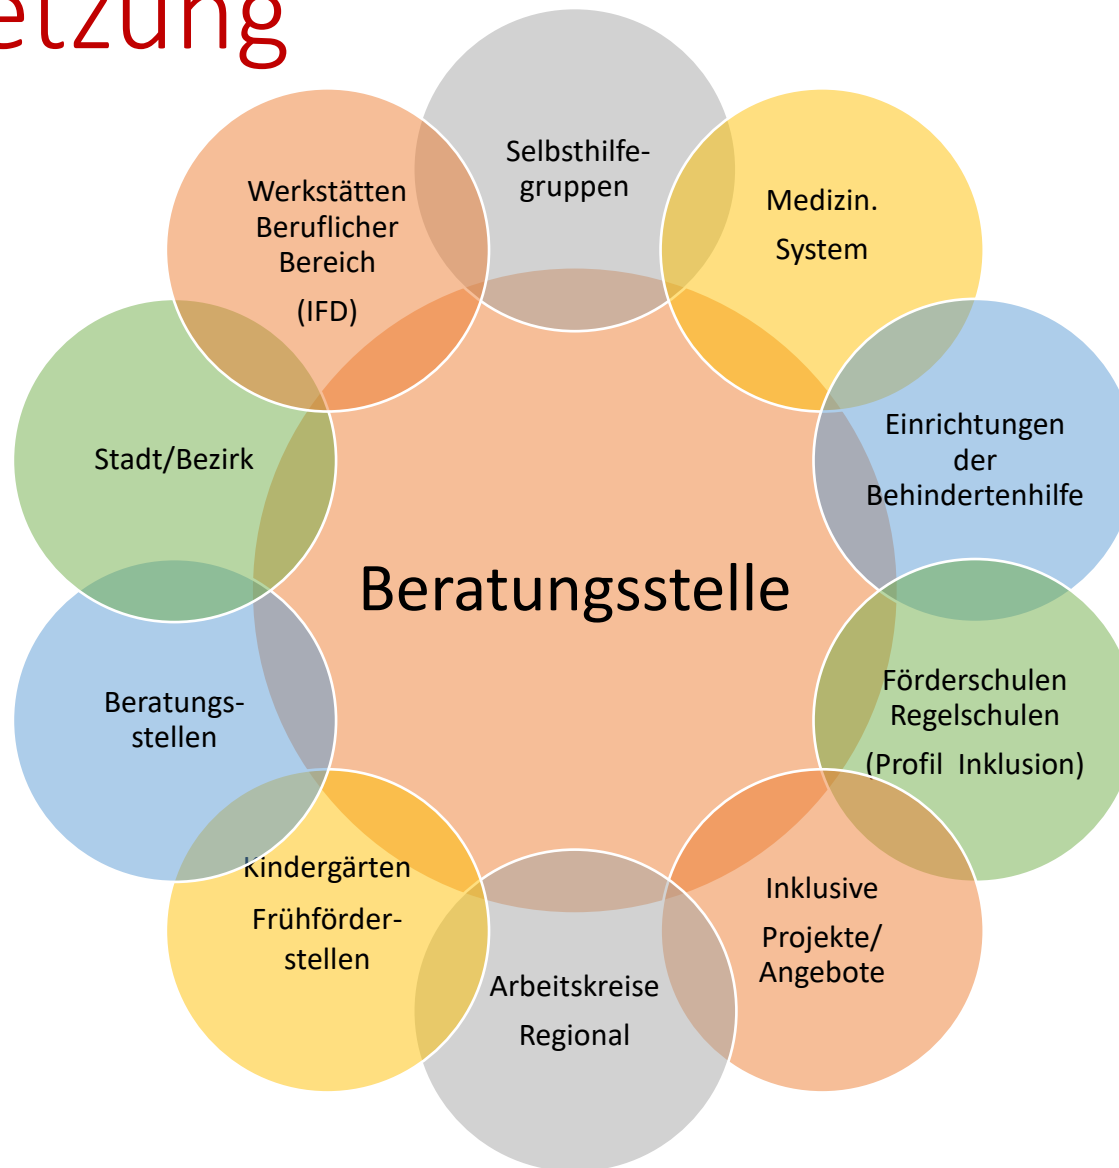 etzung
Selbsthilfe-
gruppen
Medizin.
System
Einrichtungen
der
Behindertenhilfe
Förderschulen
Regelschulen
(Profil Inklusion)
Inklusive
Projekte/
Angebote
Arbeitskreise
Regional
Kindergärten
Frühförder-
stellen
Beratungs-
stellen
Stadt/Bezirk
Werkstätten
Beruflicher
Bereich
(IFD)
Beratungsstelle